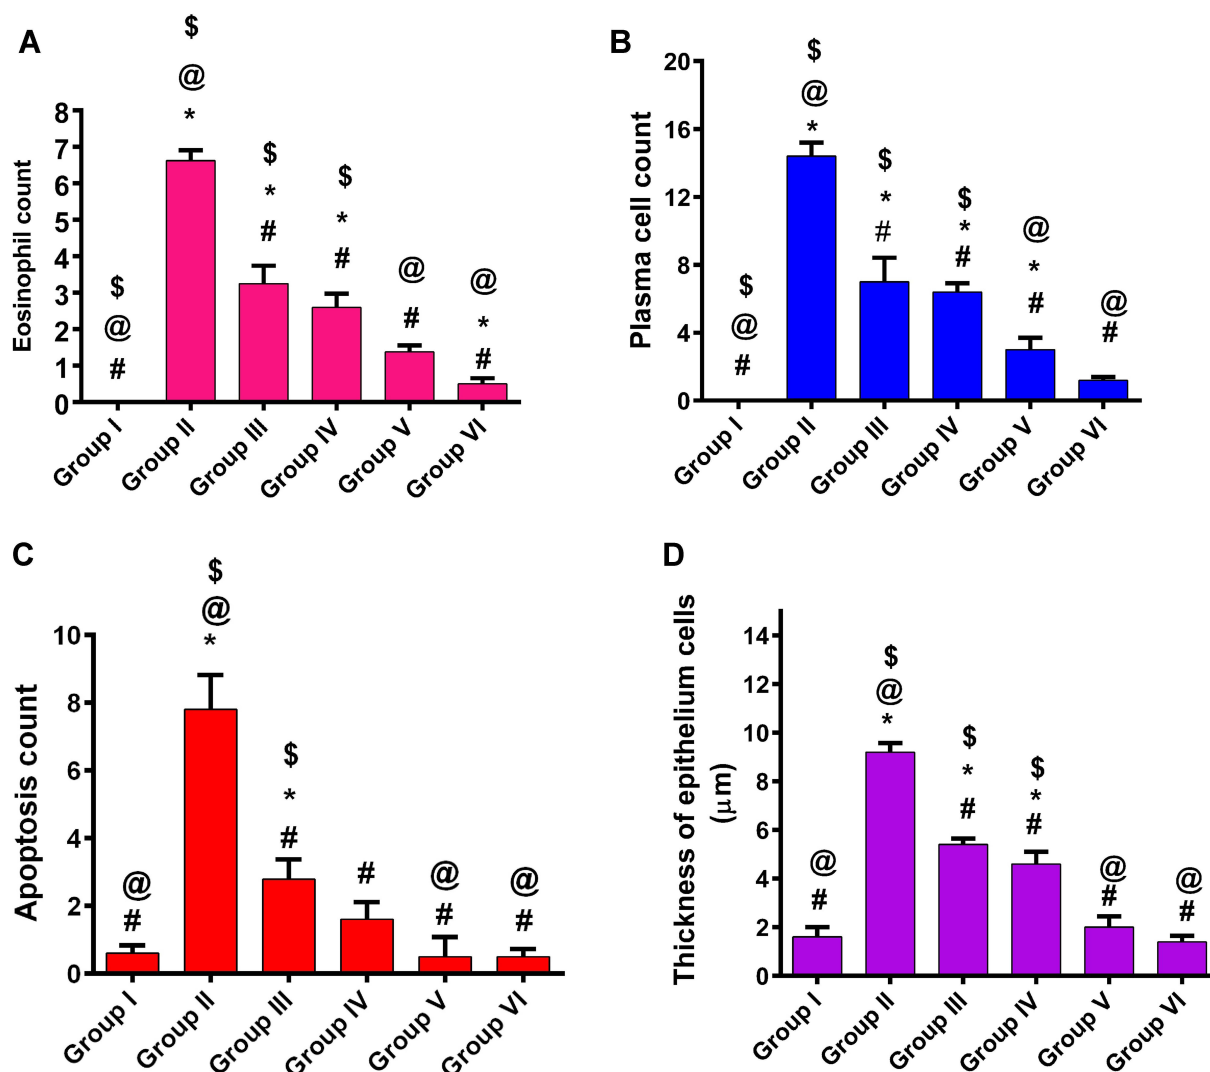 A
Eosinophil count
8
7
6
5
4
3
2
1
0
$
@
#
$
@
*
$
*
#
$
*
#
@
#
@
*
#
Group I
Group II
Group III
Group IV
Group V
Group VI
B
Plasma cell count
20
16
12
8
4
0
$
@
#
$
@
*
$
*
#
$
*
#
@
*
#
@
#
Group I
Group II
Group III
Group IV
Group V
Group VI
C
Apoptosis count
10
8
6
4
2
0
@
#
$
@
*
$
*
#
#
@
#
@
#
Group I
Group II
Group III
Group IV
Group V
Group VI
D
Thickness of epithelium cells
(μm)
14
12
10
8
6
4
2
0
@
#
$
@
*
$
*
#
$
*
#
@
#
@
#
Group I
Group II
Group III
Group IV
Group V
Group VI